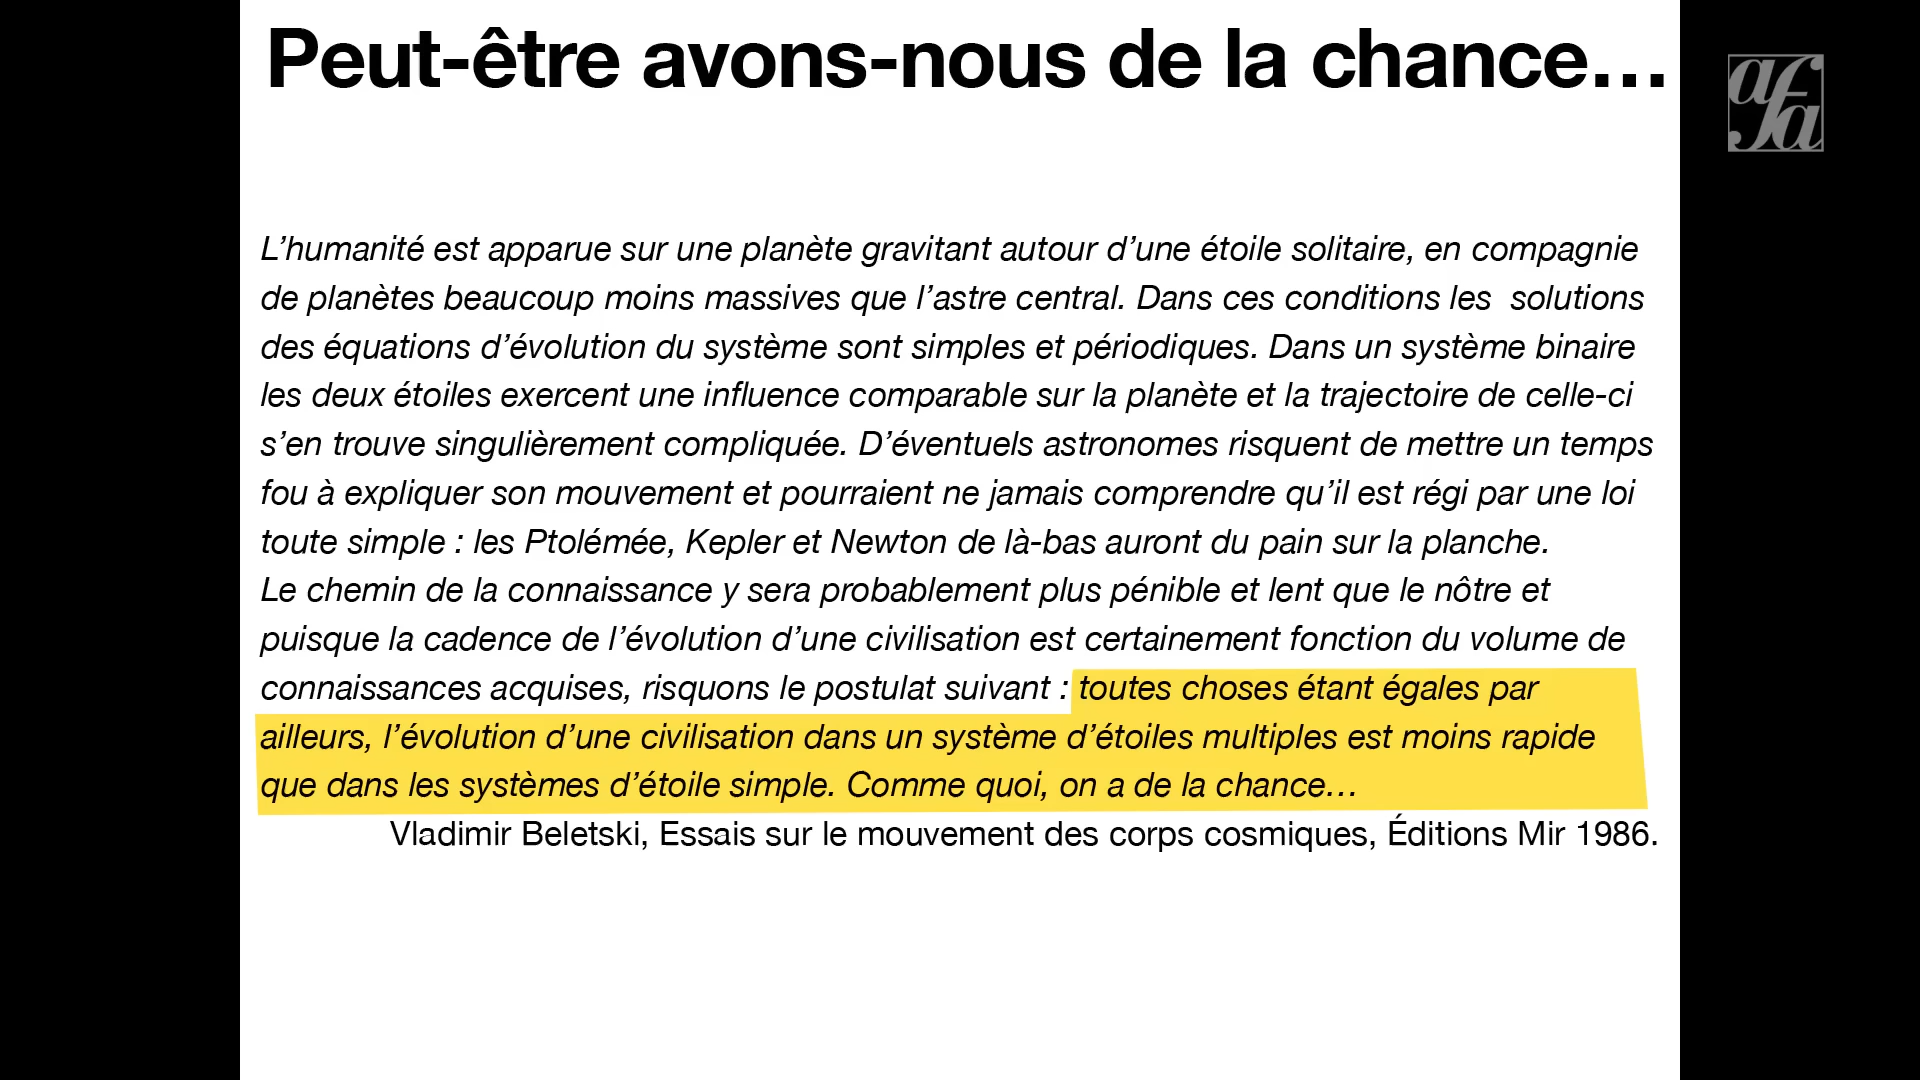 Peut-être avons-nous de la chance…
afa
L’humanité est apparue sur une planète gravitant autour d’une étoile solitaire, en compagnie
de planètes beaucoup moins massives que l’astre central. Dans ces conditions les solutions
des équations d’évolution du système sont simples et périodiques. Dans un système binaire
les deux étoiles exercent une influence comparable sur la planète et la trajectoire de celle-ci
s’en trouve singulièrement compliquée. D’éventuels astronomes risquent de mettre un temps
fou à expliquer son mouvement et pourraient ne jamais comprendre qu’il est régi par une loi
toute simple : les Ptolémée, Kepler et Newton de là-bas auront du pain sur la planche.
Le chemin de la connaissance y sera probablement plus pénible et lent que le nôtre et
puisque la cadence de l’évolution d’une civilisation est certainement fonction du volume de
connaissances acquises, risquons le postulat suivant : toutes choses étant égales par
ailleurs, l’évolution d’une civilisation dans un système d’étoiles multiples est moins rapide
que dans les systèmes d’étoile simple. Comme quoi, on a de la chance…
Vladimir Beletski, Essais sur le mouvement des corps cosmiques, Éditions Mir 1986.